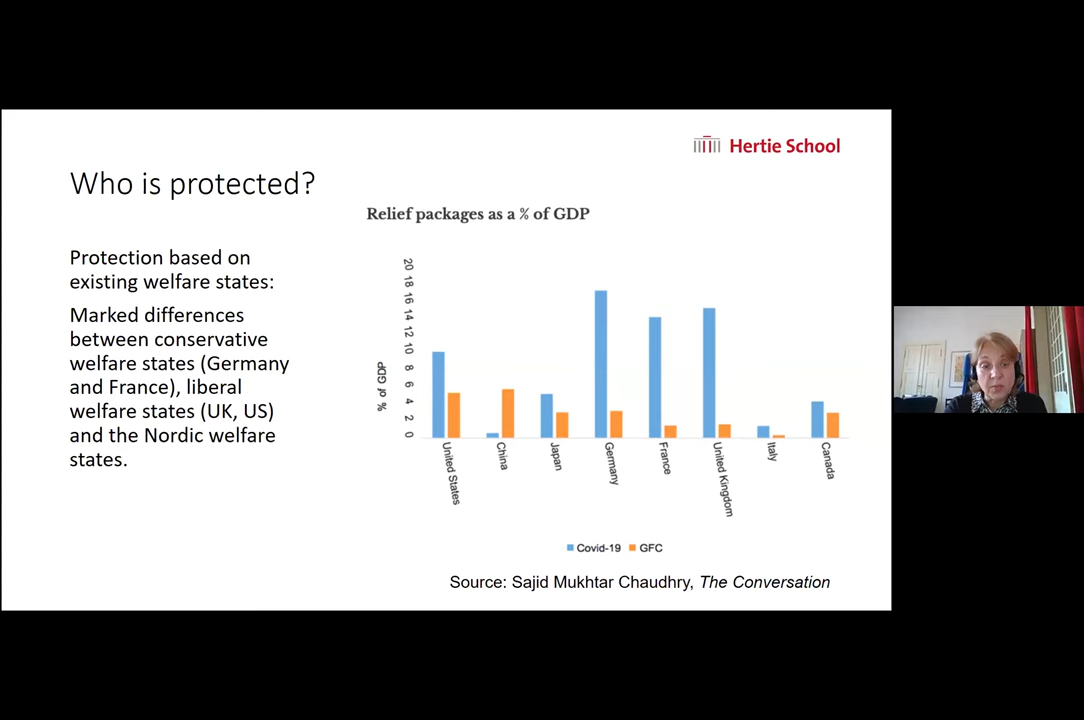 Hertie School
Who is protected?
Relief packages as a % of GDP
Protection based on
existing welfare states:
Marked differences
between conservative
welfare states (Germany
and France), liberal
welfare states (UK, US)
and the Nordic welfare
states.
% of GDP
20
18
16
14
12
10
8
6
4
2
0
United States
China
Japan
Germany
France
United Kingdom
Italy
Canada
Covid-19 GFC
Source: Sajid Mukhtar Chaudhry, The Conversation